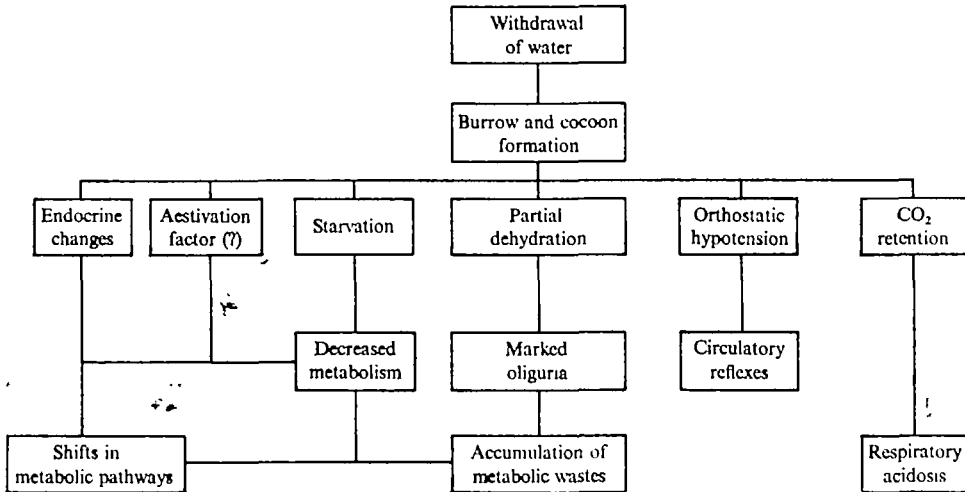 Withdrawal
of water
Burrow and cocoon
formation
Endocrine
changes
Aestivation
factor (?)
Starvation
Partial
dehydration
Orthostatic
hypotension
CO₂
retention
Decreased
metabolism
Marked
oliguria
Circulatory
reflexes
Shifts in
metabolic pathways
Accumulation of
metabolic wastes
Respiratory
acidosis